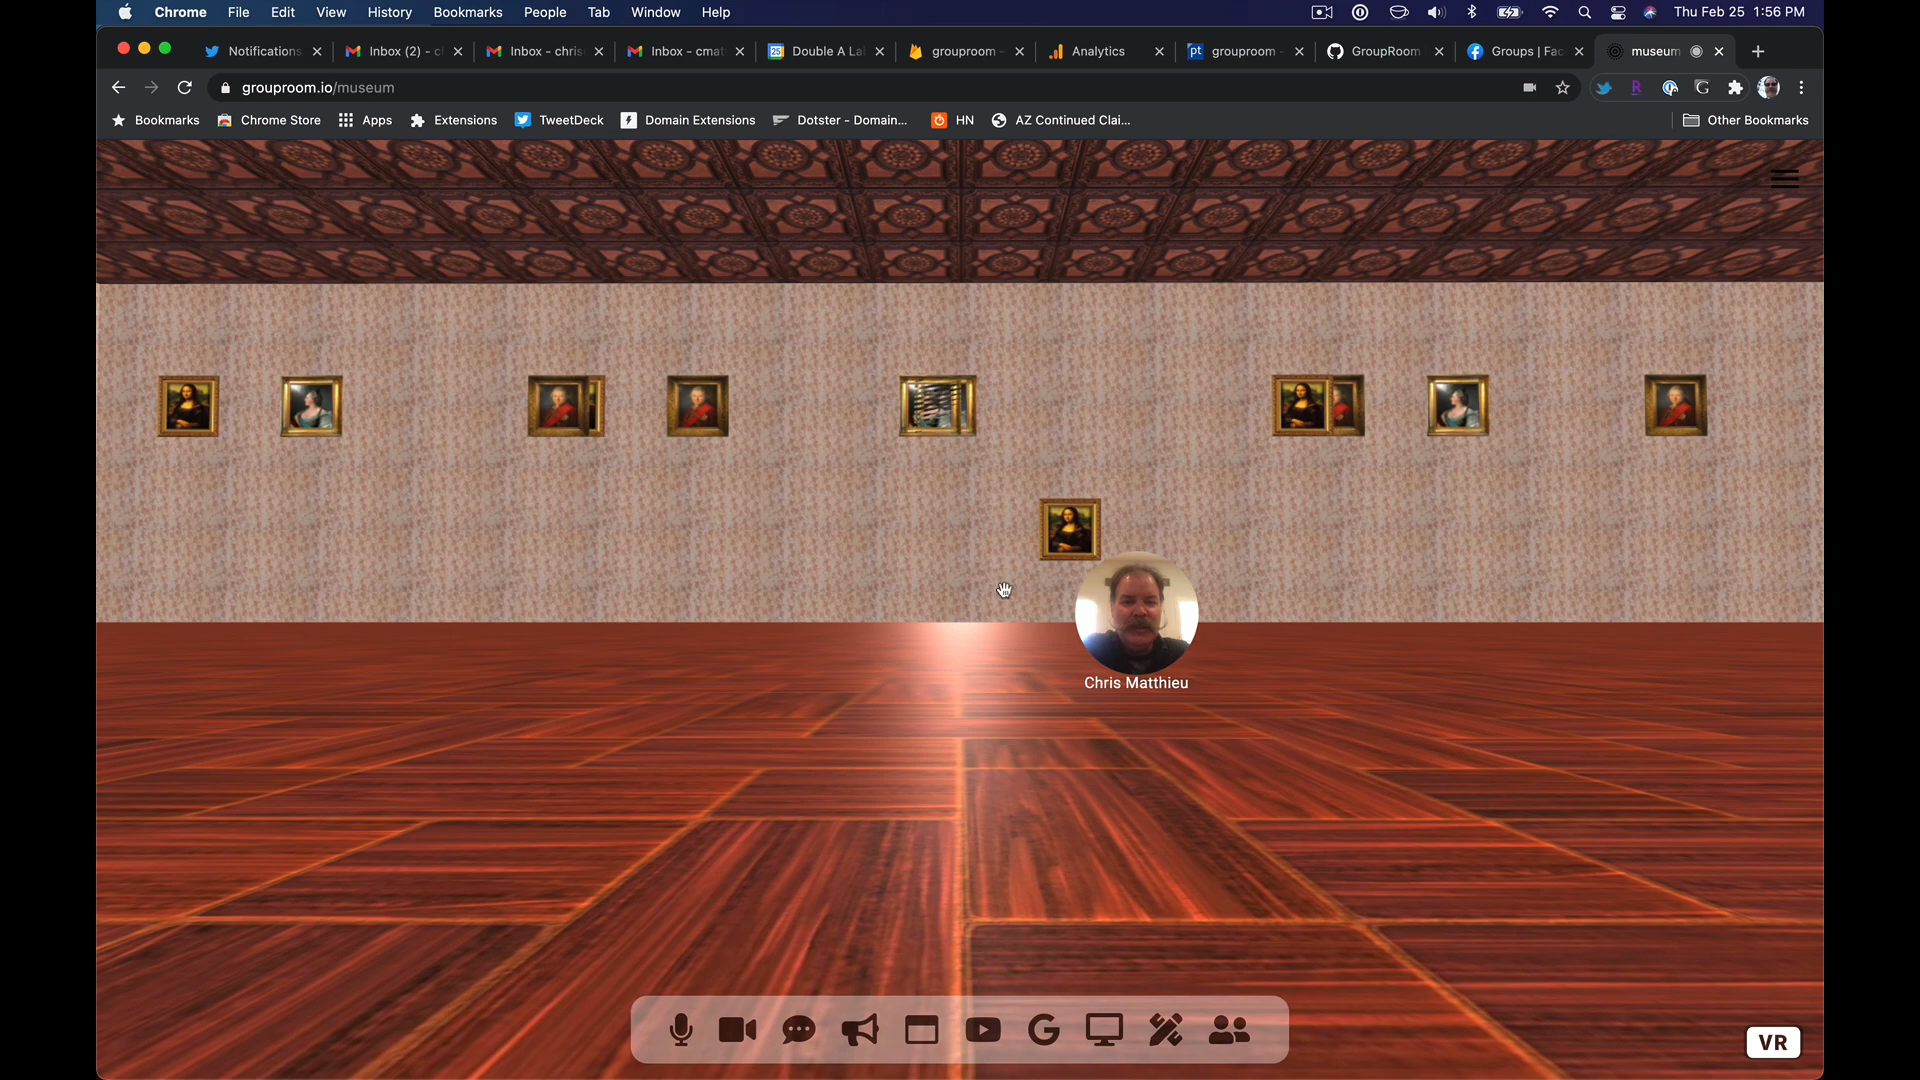 Chrome File Edit View History Bookmarks People Tab Window Help Thu Feb 25 1:56 PM
Notifications Inbox (2) - c Inbox - chris Inbox - cmat Double A La 25 grouproom - Analytics pt grouproom - GroupRoom Groups | Fac museum
grouproom.io/museum
Bookmarks Chrome Store Apps Extensions TweetDeck Domain Extensions Dotster - Domain... HN AZ Continued Clai... Other Bookmarks
Chris Matthieu
VR